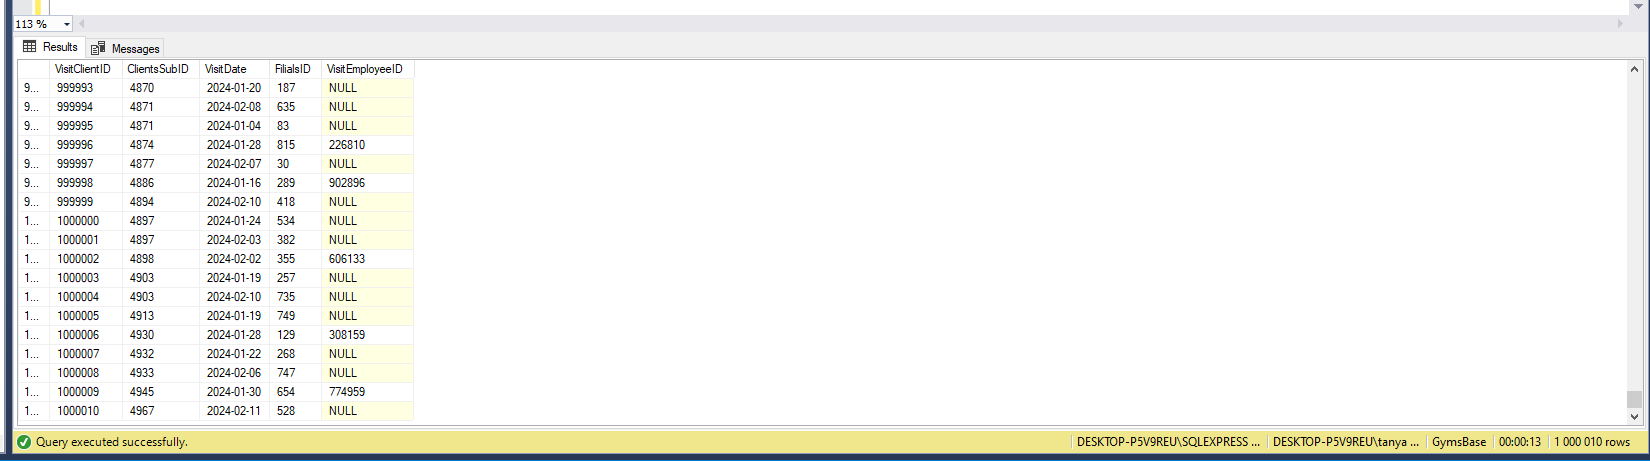 113 %
Results Messages
VisitClientID ClientsSubID VisitDate FilialsID VisitEmployeeID
9... 999993 4870 2024-01-20 187 NULL
9... 999994 4871 2024-02-08 635 NULL
9... 999995 4871 2024-01-04 83 NULL
9... 999996 4874 2024-01-28 815 226810
9... 999997 4877 2024-02-07 30 NULL
9... 999998 4886 2024-01-16 289 902896
9... 999999 4894 2024-02-10 418 NULL
1... 1000000 4897 2024-01-24 534 NULL
1... 1000001 4897 2024-02-03 382 NULL
1... 1000002 4898 2024-02-02 355 606133
1... 1000003 4903 2024-01-19 257 NULL
1... 1000004 4903 2024-02-10 735 NULL
1... 1000005 4913 2024-01-19 749 NULL
1... 1000006 4930 2024-01-28 129 308159
1... 1000007 4932 2024-01-22 268 NULL
1... 1000008 4933 2024-02-06 747 NULL
1... 1000009 4945 2024-01-30 654 774959
1... 1000010 4967 2024-02-11 528 NULL
Query executed successfully. DESKTOP-P5V9REU\SQLEXPRESS ... DESKTOP-P5V9REU\tanya ... GymsBase 00:00:13 1 000 010 rows